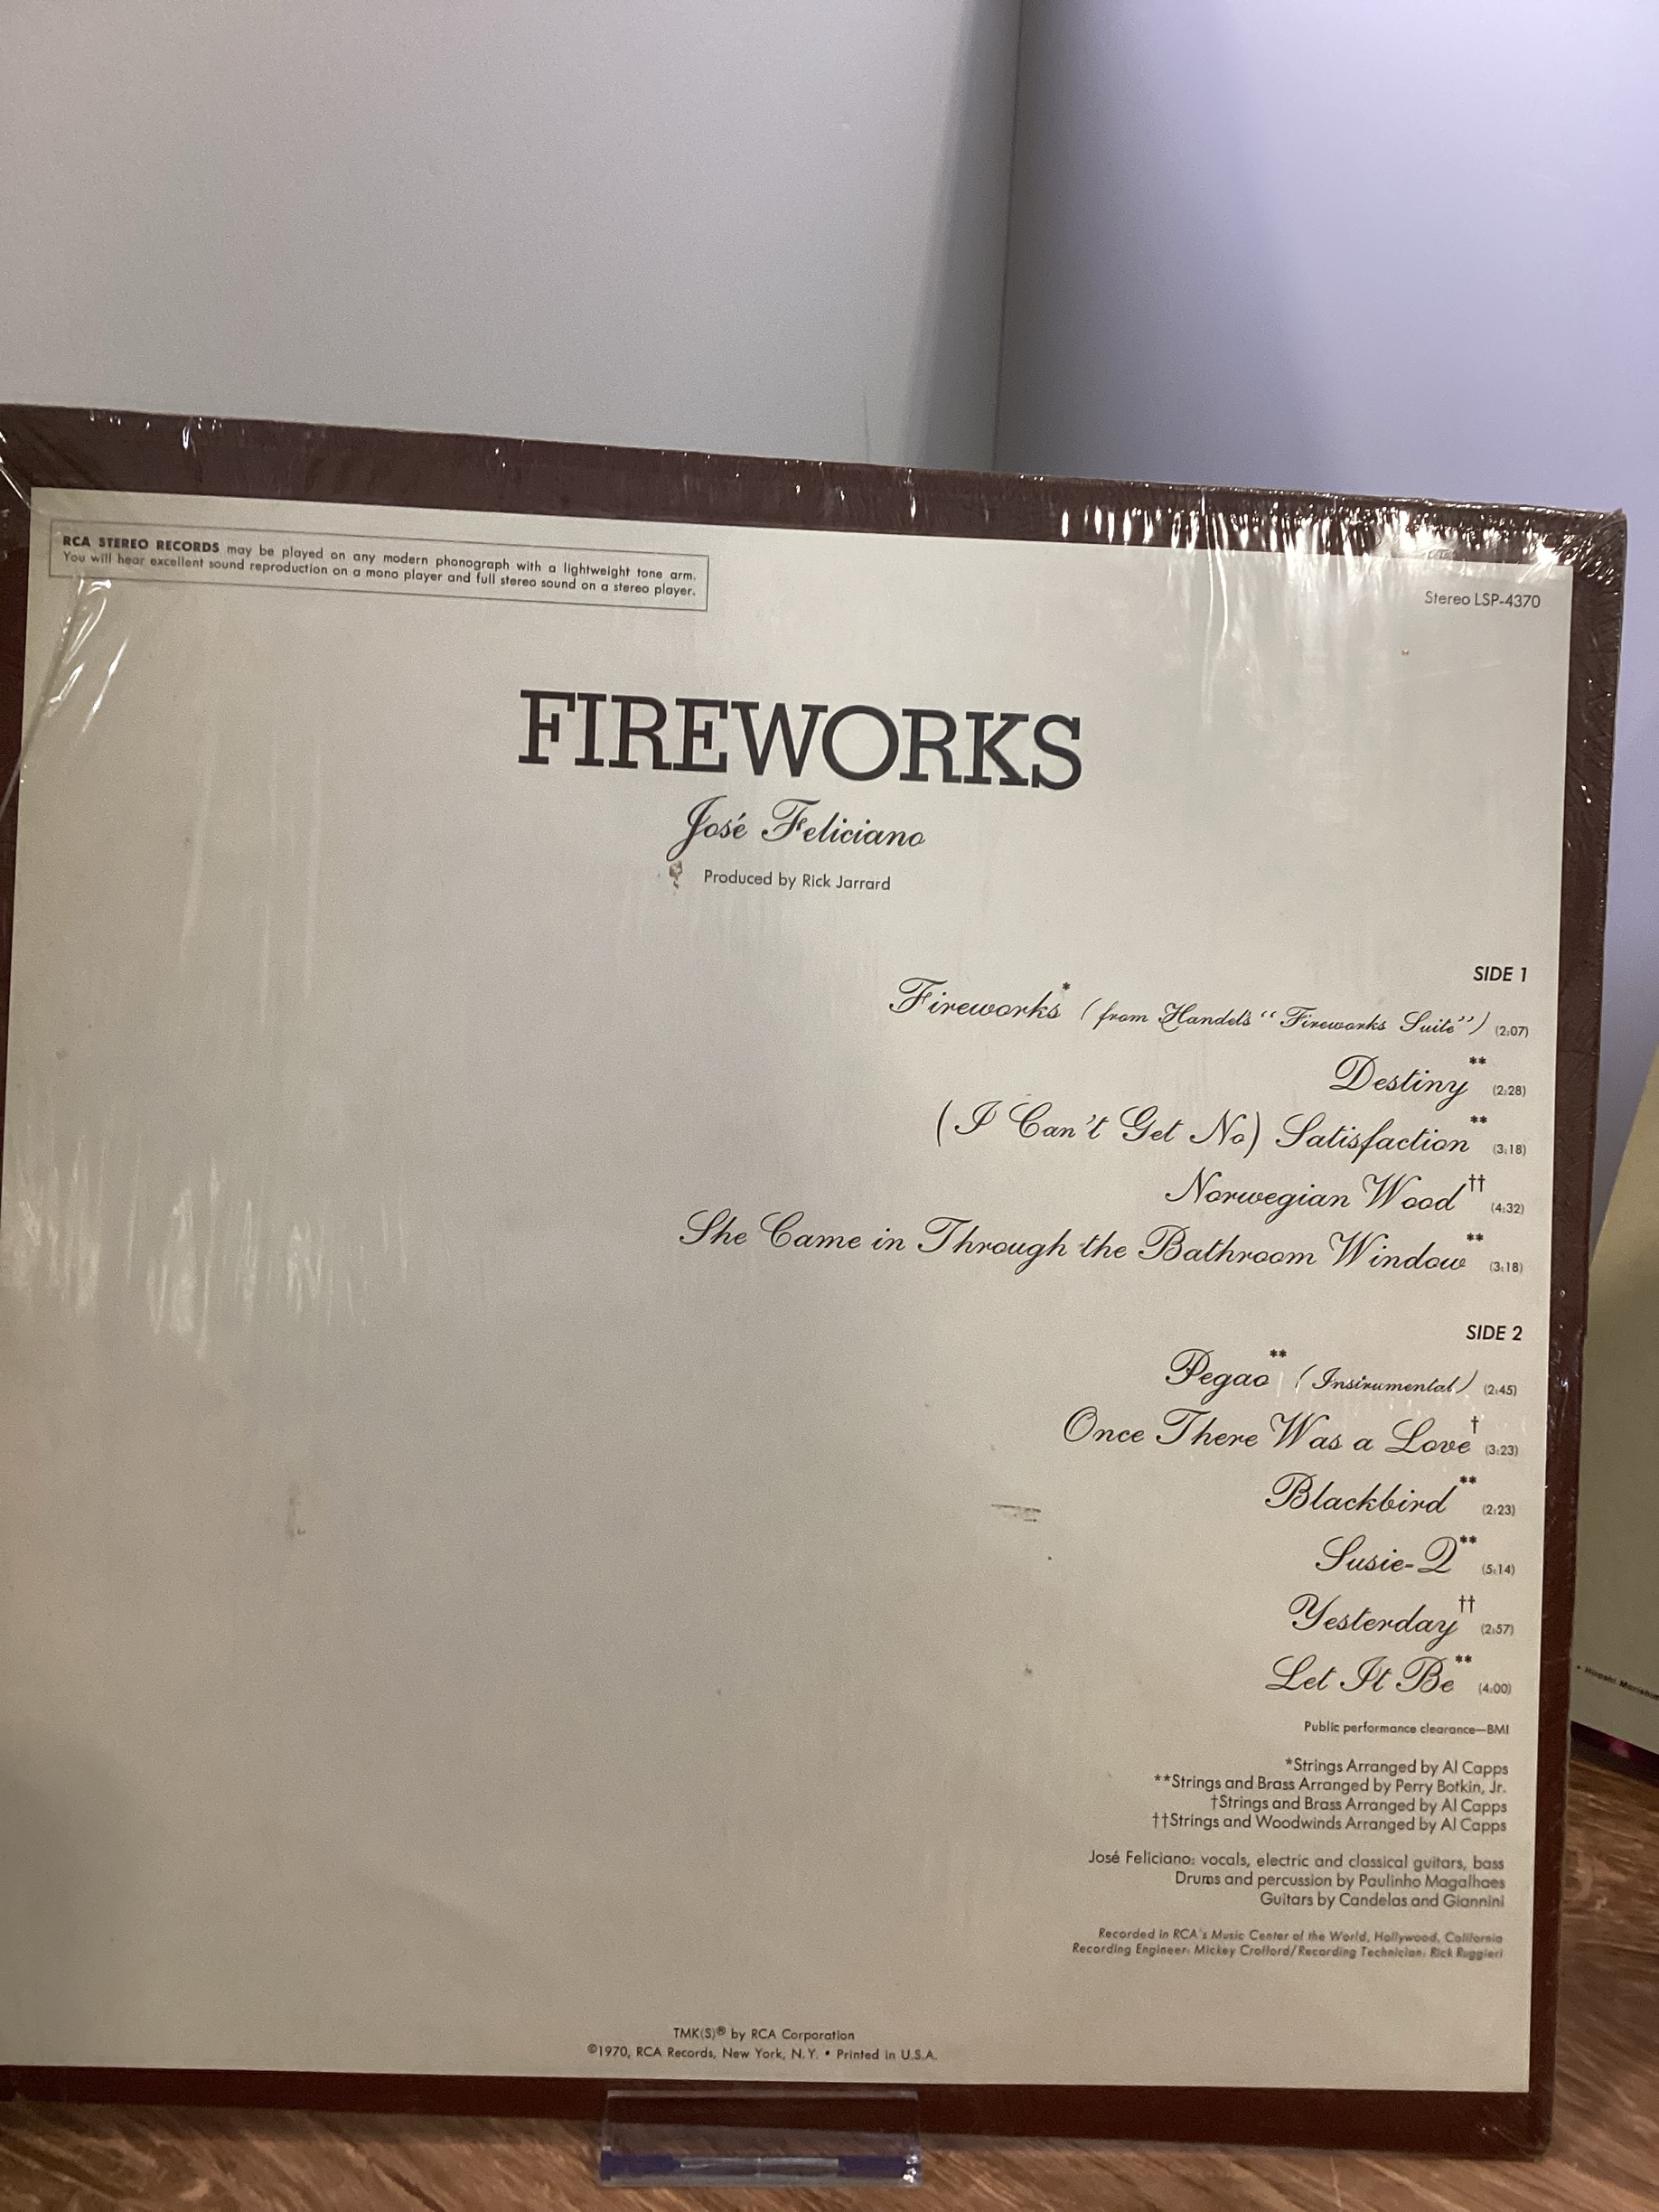 RCA STEREO RECORDS may be played on any modern phonograph with a lightweight tone arm.
You will hear excellent sound reproduction on a mono player and full stereo sound on a stereo player.
Stereo LSP-4370
FIREWORKS
José Feliciano
Produced by Rick Jarrard
SIDE 1
Fireworks* (from Handel's "Fireworks Suite") (2:07)
Destiny** (2:28)
(I Can't Get No) Satisfaction** (3:18)
Norwegian Wood†† (4:32)
She Came in Through the Bathroom Window** (3:18)
SIDE 2
Pegao** (Instrumental) (2:45)
Once There Was a Love† (3:23)
Blackbird** (2:23)
Susie-Q** (5:14)
Yesterday†† (2:57)
Let It Be** (4:00)
Public performance clearance—BMI
*Strings Arranged by Al Capps
**Strings and Brass Arranged by Perry Botkin, Jr.
†Strings and Brass Arranged by Al Capps
††Strings and Woodwinds Arranged by Al Capps
José Feliciano: vocals, electric and classical guitars, bass
Drums and percussion by Paulinho Magalhaes
Guitars by Candelas and Giannini
Recorded in RCA's Music Center of the World, Hollywood, California
Recording Engineer: Mickey Crofford/Recording Technician: Rick Ruggieri
TMK(S)® by RCA Corporation
©1970, RCA Records, New York, N.Y. • Printed in U.S.A.